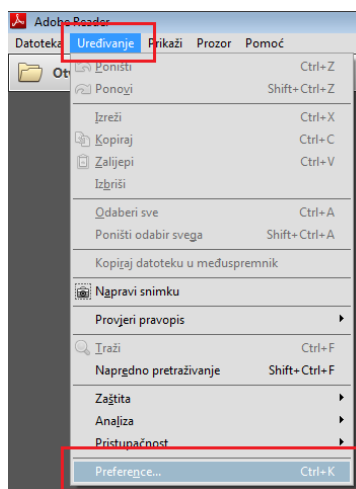 Adobe Reader
Datoteka Uređivanje Prikaži Prozor Pomoć
Poništi Ctrl+Z
Ponovi Shift+Ctrl+Z
Izreži Ctrl+X
Kopiraj Ctrl+C
Zalijepi Ctrl+V
Izbriši
Odaberi sve Ctrl+A
Poništi odabir svega Shift+Ctrl+A
Kopiraj datoteku u međuspremnik
Napravi snimku
Provjeri pravopis
Traži Ctrl+F
Napredno pretraživanje Shift+Ctrl+F
Zaštita
Analiza
Pristupačnost
Preference... Ctrl+K